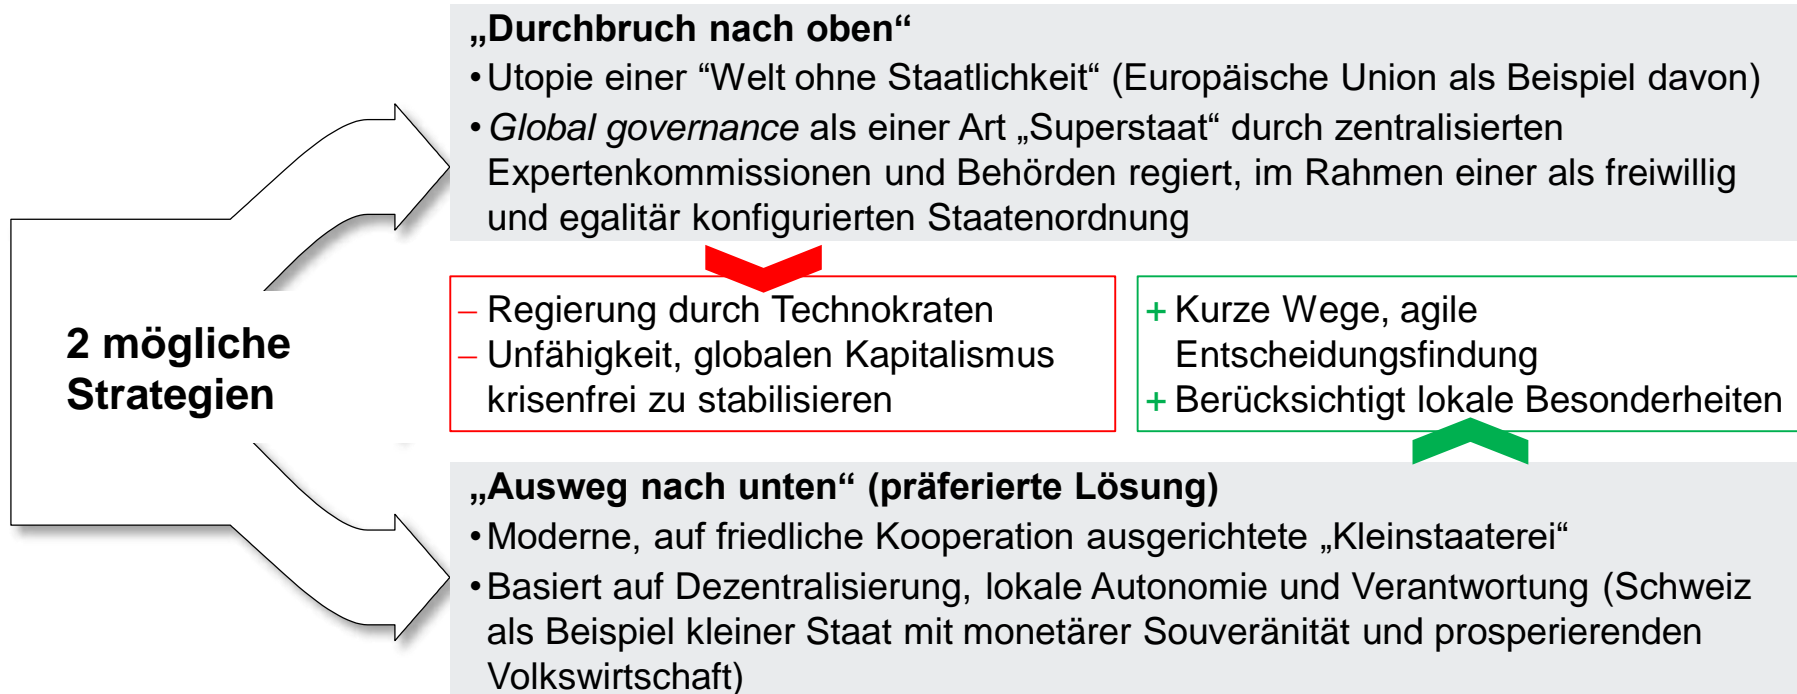 „Durchbruch nach oben“
•Utopie einer “Welt ohne Staatlichkeit“ (Europäische Union als Beispiel davon)
•Global governance als einer Art „Superstaat“ durch zentralisierten
Expertenkommissionen und Behörden regiert, im Rahmen einer als freiwillig
und egalitär konfigurierten Staatenordnung
2 mögliche
Strategien
– Regierung durch Technokraten
– Unfähigkeit, globalen Kapitalismus
krisenfrei zu stabilisieren
+ Kurze Wege, agile
Entscheidungsfindung
+ Berücksichtigt lokale Besonderheiten
„Ausweg nach unten“ (präferierte Lösung)
•Moderne, auf friedliche Kooperation ausgerichtete „Kleinstaaterei“
•Basiert auf Dezentralisierung, lokale Autonomie und Verantwortung (Schweiz
als Beispiel kleiner Staat mit monetärer Souveränität und prosperierenden
Volkswirtschaft)